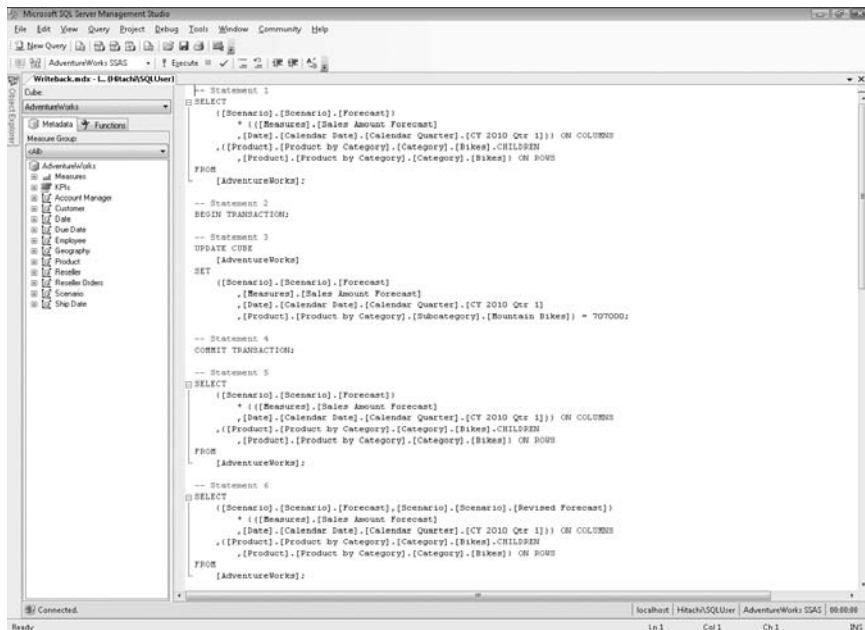 Microsoft SQL Server Management Studio
File Edit View Query Project Debug Tools Window Community Help
New Query
AdventureWorks SSAS Execute
Writeback.mdx - L... (Hitachi\SQLUser)
Object Explorer
Cube:
AdventureWorks
Metadata Functions
Measure Group:
<All>
AdventureWorks
Measures
KPIs
Account Manager
Customer
Date
Due Date
Employee
Geography
Product
Reseller
Reseller Orders
Scenario
Ship Date
-- Statement 1
SELECT
({[Scenario].[Scenario].[Forecast]}
* {([Measures].[Sales Amount Forecast]
,[Date].[Calendar Date].[Calendar Quarter].[CY 2010 Qtr 1])}) ON COLUMNS
,{[Product].[Product by Category].[Category].[Bikes].CHILDREN
,[Product].[Product by Category].[Category].[Bikes]} ON ROWS
FROM
[AdventureWorks];
-- Statement 2
BEGIN TRANSACTION;
-- Statement 3
UPDATE CUBE
[AdventureWorks]
SET
([Scenario].[Scenario].[Forecast]
,[Measures].[Sales Amount Forecast]
,[Date].[Calendar Date].[Calendar Quarter].[CY 2010 Qtr 1]
,[Product].[Product by Category].[Subcategory].[Mountain Bikes]) = 707000;
-- Statement 4
COMMIT TRANSACTION;
-- Statement 5
SELECT
({[Scenario].[Scenario].[Forecast]}
* {([Measures].[Sales Amount Forecast]
,[Date].[Calendar Date].[Calendar Quarter].[CY 2010 Qtr 1])}) ON COLUMNS
,{[Product].[Product by Category].[Category].[Bikes].CHILDREN
,[Product].[Product by Category].[Category].[Bikes]} ON ROWS
FROM
[AdventureWorks];
-- Statement 6
SELECT
({[Scenario].[Scenario].[Forecast],[Scenario].[Scenario].[Revised Forecast]}
* {([Measures].[Sales Amount Forecast]
,[Date].[Calendar Date].[Calendar Quarter].[CY 2010 Qtr 1])}) ON COLUMNS
,{[Product].[Product by Category].[Category].[Bikes].CHILDREN
,[Product].[Product by Category].[Category].[Bikes]} ON ROWS
FROM
[AdventureWorks];
Connected. localhost Hitachi\SQLUser AdventureWorks SSAS 00:00:00
Ready Ln 1 Col 1 Ch 1 INS